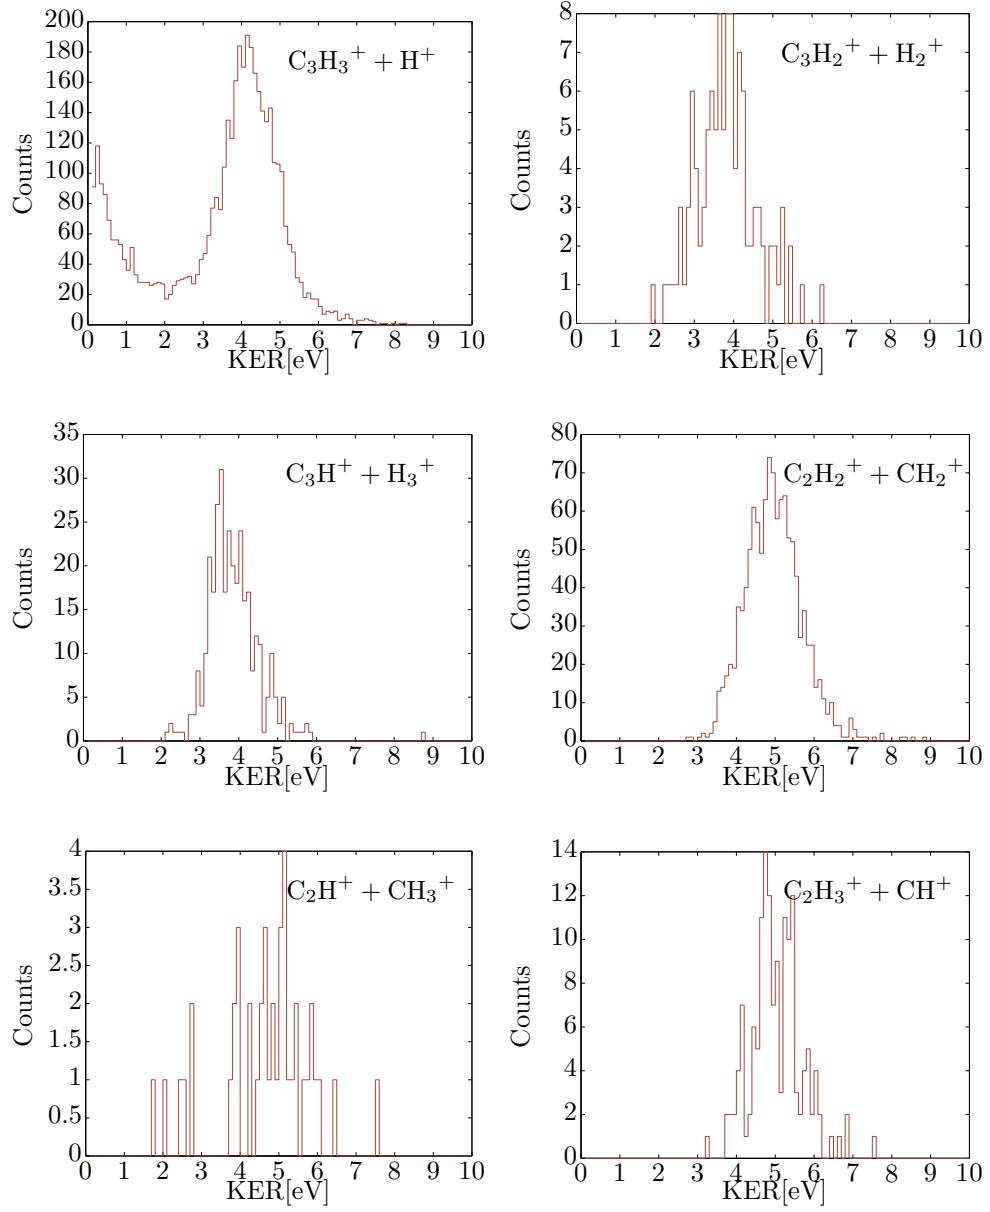 200
180
160
140
120
100
80
60
40
20
0
Counts
C₃H₃⁺ + H⁺
0 1 2 3 4 5 6 7 8 9 10
KER[eV]
8
7
6
5
4
3
2
1
0
Counts
C₃H₂⁺ + H₂⁺
0 1 2 3 4 5 6 7 8 9 10
KER[eV]
35
30
25
20
15
10
5
0
Counts
C₃H⁺ + H₃⁺
0 1 2 3 4 5 6 7 8 9 10
KER[eV]
80
70
60
50
40
30
20
10
0
Counts
C₂H₂⁺ + CH₂⁺
0 1 2 3 4 5 6 7 8 9 10
KER[eV]
4
3.5
3
2.5
2
1.5
1
0.5
0
Counts
C₂H⁺ + CH₃⁺
0 1 2 3 4 5 6 7 8 9 10
KER[eV]
14
12
10
8
6
4
2
0
Counts
C₂H₃⁺ + CH⁺
0 1 2 3 4 5 6 7 8 9 10
KER[eV]